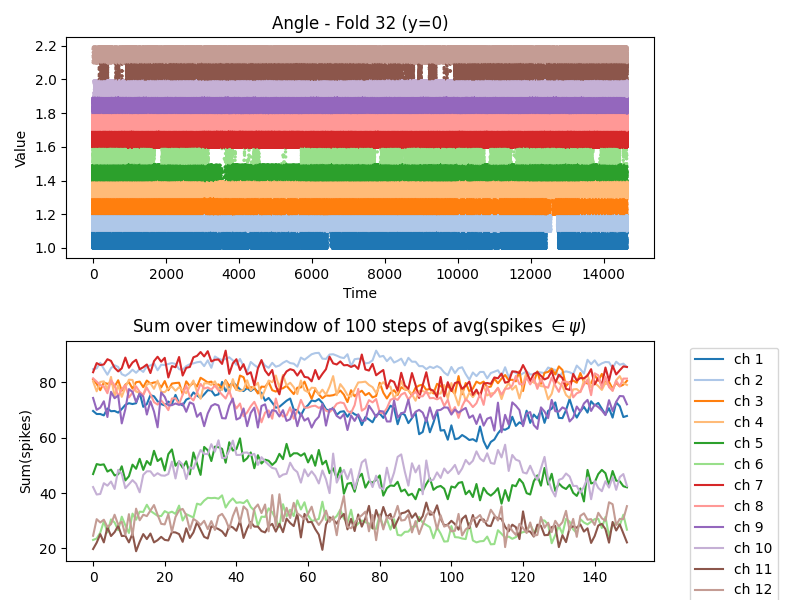 Angle - Fold 32 (y=0)
Value
2.2
2.0
1.8
1.6
1.4
1.2
1.0
0 2000 4000 6000 8000 10000 12000 14000
Time
Sum over timewindow of 100 steps of avg(spikes ∈ ψ)
Sum(spikes)
80
60
40
20
0 20 40 60 80 100 120 140
ch 1
ch 2
ch 3
ch 4
ch 5
ch 6
ch 7
ch 8
ch 9
ch 10
ch 11
ch 12